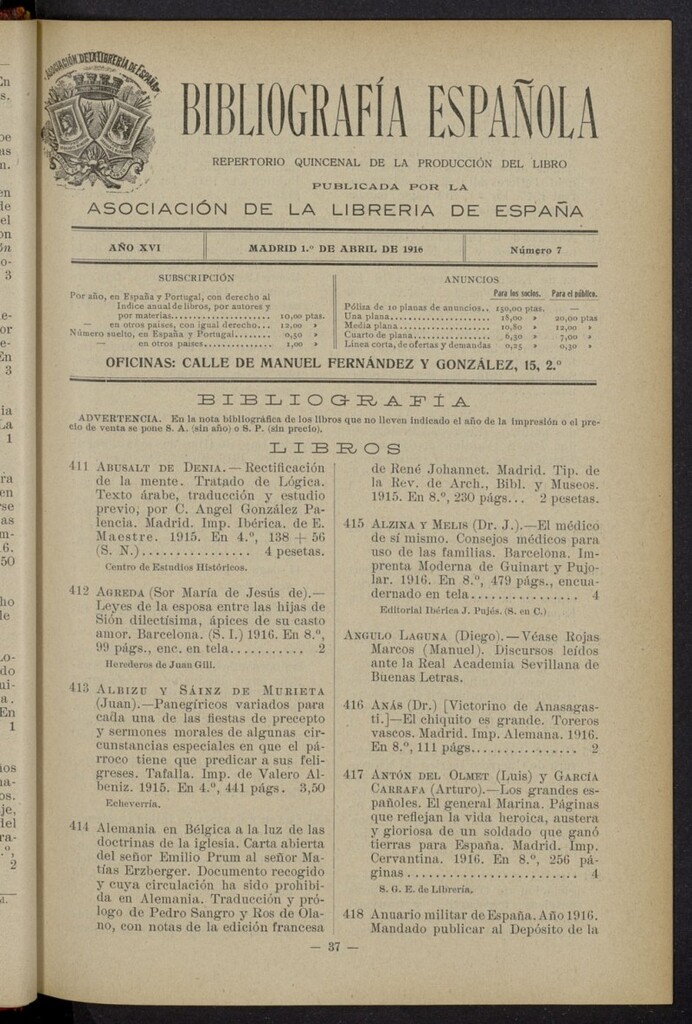 ASOCIACIÓN DE LA LIBRERÍA DE ESPAÑA
BIBLIOGRAFÍA ESPAÑOLA
REPERTORIO QUINCENAL DE LA PRODUCCIÓN DEL LIBRO
PUBLICADA POR LA
ASOCIACIÓN DE LA LIBRERIA DE ESPAÑA
AÑO XVI
MADRID 1.º DE ABRIL DE 1916
Número 7
SUBSCRIPCIÓN
Por año, en España y Portugal, con derecho al
Indice anual de libros, por autores y
por materias..................... 10,00 ptas.
— en otros países, con igual derecho... 12,00 »
Número suelto, en España y Portugal........ 0,50 »
— en otros países............... 1,00 »
ANUNCIOS
Para los socios. Para el público.
Póliza de 10 planas de anuncios.. 150,00 ptas. —
Una plana....................... 18,00 » 20,00 ptas
Media plana..................... 10,80 » 12,00 »
Cuarto de plana................. 6,30 » 7,00 »
Línea corta, de ofertas y demandas 0,25 » 0,30 »
OFICINAS: CALLE DE MANUEL FERNÁNDEZ Y GONZÁLEZ, 15, 2.º
BIBLIOGRAFÍA
ADVERTENCIA. En la nota bibliográfica de los libros que no lleven indicado el año de la impresión o el pre-
cio de venta se pone S. A. (sin año) o S. P. (sin precio).
LIBROS
411 ABUSALT DE DENIA.—Rectificación
de la mente. Tratado de Lógica.
Texto árabe, traducción y estudio
previo, por C. Angel González Pa-
lencia. Madrid. Imp. Ibérica. de E.
Maestre. 1915. En 4.º, 138 + 56
(S. N.)................ 4 pesetas.
Centro de Estudios Históricos.
412 AGREDA (Sor María de Jesús de).—
Leyes de la esposa entre las hijas de
Sión dilectísima, ápices de su casto
amor. Barcelona. (S. I.) 1916. En 8.º,
99 págs., enc. en tela.......... 2
Herederos de Juan Gili.
413 ALBIZU Y SÁINZ DE MURIETA
(Juan).—Panegíricos variados para
cada una de las fiestas de precepto
y sermones morales de algunas cir-
cunstancias especiales en que el pá-
rroco tiene que predicar a sus feli-
greses. Tafalla. Imp. de Valero Al-
beniz. 1915. En 4.º, 441 págs. 3,50
Echeverría.
414 Alemania en Bélgica a la luz de las
doctrinas de la iglesia. Carta abierta
del señor Emilio Prum al señor Ma-
tías Erzberger. Documento recogido
y cuya circulación ha sido prohibi-
da en Alemania. Traducción y pró-
logo de Pedro Sangro y Ros de Ola-
no, con notas de la edición francesa
de René Johannet. Madrid. Tip. de
la Rev. de Arch., Bibl. y Museos.
1915. En 8.º, 230 págs... 2 pesetas.
415 ALZINA Y MELIS (Dr. J.).—El médico
de sí mismo. Consejos médicos para
uso de las familias. Barcelona. Im-
prenta Moderna de Guinart y Pujo-
lar. 1916. En 8.º, 479 págs., encua-
dernado en tela............... 4
Editorial Ibérica J. Pujés. (S. en C.)
ANGULO LAGUNA (Diego).—Véase Rojas
Marcos (Manuel). Discursos leídos
ante la Real Academia Sevillana de
Buenas Letras.
416 ANÁS (Dr.) [Victorino de Anasagas-
ti.]—El chiquito es grande. Toreros
vascos. Madrid. Imp. Alemana. 1916.
En 8.º, 111 págs................ 2
417 ANTÓN DEL OLMET (Luis) y GARCÍA
CARRAFA (Arturo).—Los grandes es-
pañoles. El general Marina. Páginas
que reflejan la vida heroica, austera
y gloriosa de un soldado que ganó
tierras para España. Madrid. Imp.
Cervantina. 1916. En 8.º, 256 pá-
ginas........................ 4
S. G. E. de Librería.
418 Anuario militar de España. Año 1916.
Mandado publicar al Depósito de la
— 37 —